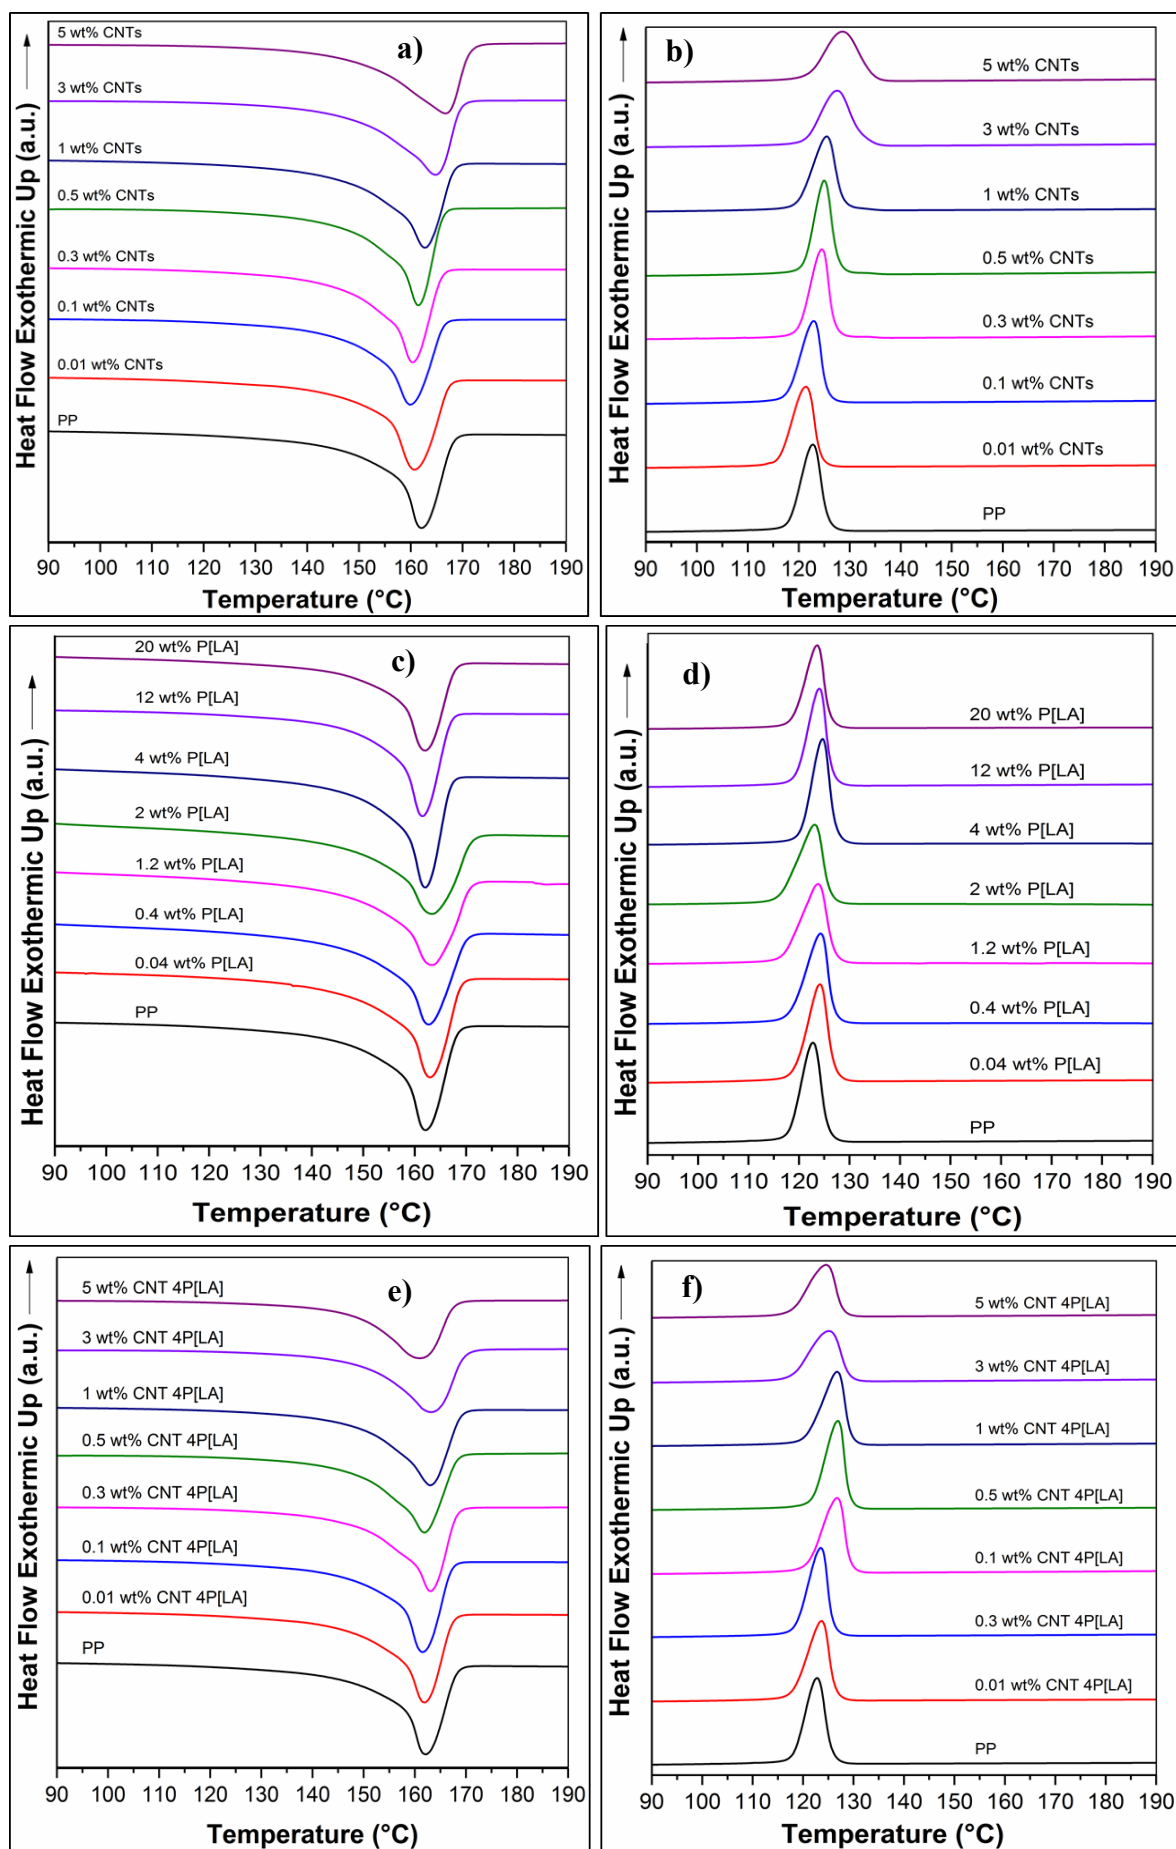 a)
Heat Flow Exothermic Up (a.u.)
5 wt% CNTs
3 wt% CNTs
1 wt% CNTs
0.5 wt% CNTs
0.3 wt% CNTs
0.1 wt% CNTs
0.01 wt% CNTs
PP
90 100 110 120 130 140 150 160 170 180 190
Temperature (°C)
b)
Heat Flow Exothermic Up (a.u.)
5 wt% CNTs
3 wt% CNTs
1 wt% CNTs
0.5 wt% CNTs
0.3 wt% CNTs
0.1 wt% CNTs
0.01 wt% CNTs
PP
90 100 110 120 130 140 150 160 170 180 190
Temperature (°C)
c)
Heat Flow Exothermic Up (a.u.)
20 wt% P[LA]
12 wt% P[LA]
4 wt% P[LA]
2 wt% P[LA]
1.2 wt% P[LA]
0.4 wt% P[LA]
0.04 wt% P[LA]
PP
90 100 110 120 130 140 150 160 170 180 190
Temperature (°C)
d)
Heat Flow Exothermic Up (a.u.)
20 wt% P[LA]
12 wt% P[LA]
4 wt% P[LA]
2 wt% P[LA]
1.2 wt% P[LA]
0.4 wt% P[LA]
0.04 wt% P[LA]
PP
90 100 110 120 130 140 150 160 170 180 190
Temperature (°C)
e)
Heat Flow Exothermic Up (a.u.)
5 wt% CNT 4P[LA]
3 wt% CNT 4P[LA]
1 wt% CNT 4P[LA]
0.5 wt% CNT 4P[LA]
0.3 wt% CNT 4P[LA]
0.1 wt% CNT 4P[LA]
0.01 wt% CNT 4P[LA]
PP
90 100 110 120 130 140 150 160 170 180 190
Temperature (°C)
f)
Heat Flow Exothermic Up (a.u.)
5 wt% CNT 4P[LA]
3 wt% CNT 4P[LA]
1 wt% CNT 4P[LA]
0.5 wt% CNT 4P[LA]
0.1 wt% CNT 4P[LA]
0.3 wt% CNT 4P[LA]
0.01 wt% CNT 4P[LA]
PP
90 100 110 120 130 140 150 160 170 180 190
Temperature (°C)